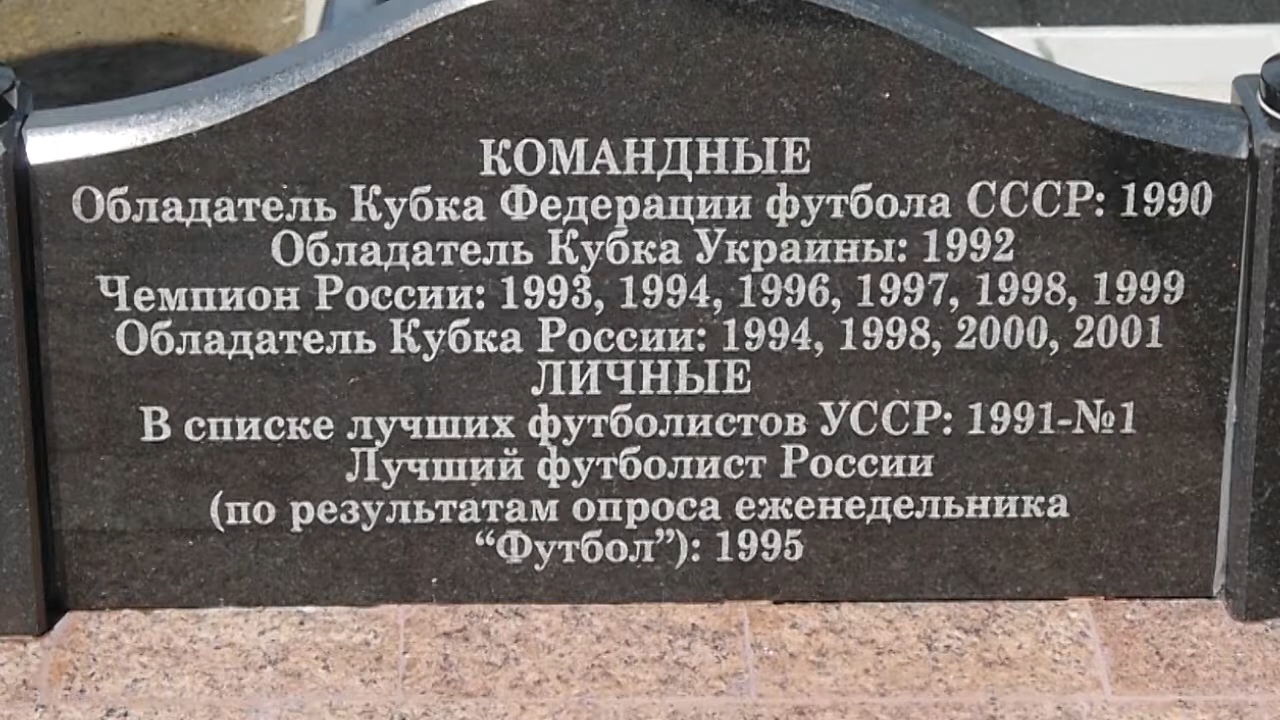 КОМАНДНЫЕ
Обладатель Кубка Федерации футбола СССР: 1990
Обладатель Кубка Украины: 1992
Чемпион России: 1993, 1994, 1996, 1997, 1998, 1999
Обладатель Кубка России: 1994, 1998, 2000, 2001
ЛИЧНЫЕ
В списке лучших футболистов УССР: 1991-№1
Лучший футболист России
(по результатам опроса еженедельника
“Футбол”): 1995